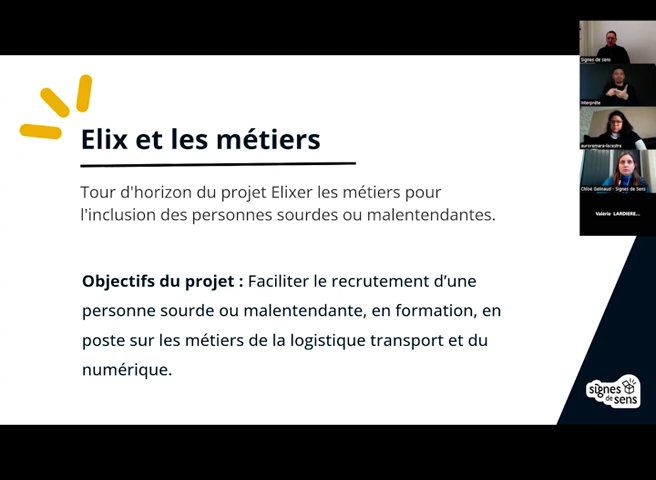 Elix et les métiers
Tour d'horizon du projet Elixer les métiers pour
l'inclusion des personnes sourdes ou malentendantes.
Objectifs du projet : Faciliter le recrutement d’une
personne sourde ou malentendante, en formation, en
poste sur les métiers de la logistique transport et du
numérique.
Signes de sens
interprète
Chloé Gelnaud - Signes de Sens
Valérie LARDIERE...
signes
de sens